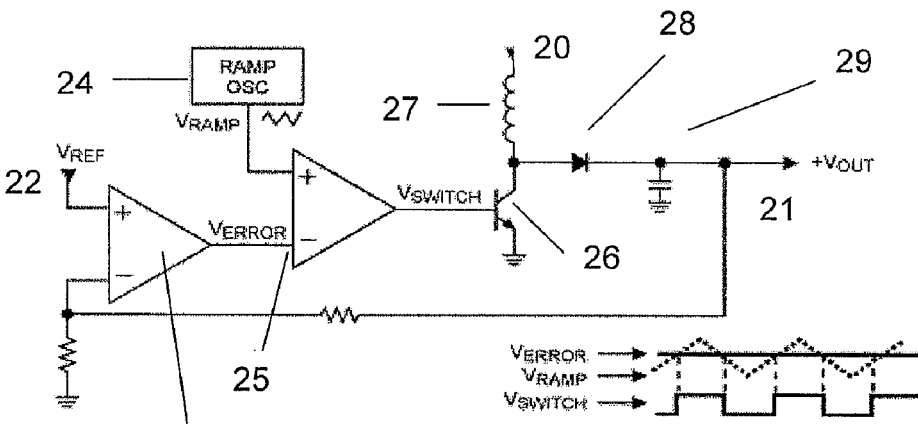 20
28
29
24
RAMP
OSC
27
VRAMP
VREF
22
+
+
VSWITCH
+VOUT
21
VERROR
−
26
−
25
VERROR
VRAMP
VSWITCH